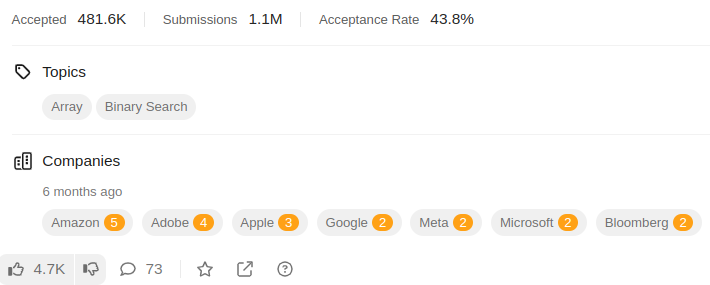 Accepted 481.6K Submissions 1.1M Acceptance Rate 43.8%
Topics
Array Binary Search
Companies
6 months ago
Amazon 5 Adobe 4 Apple 3 Google 2 Meta 2 Microsoft 2 Bloomberg 2
4.7K 73